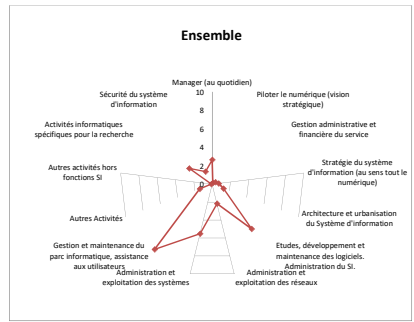 Ensemble
Manager (au quotidien)
10
8
6
4
2
0
Piloter le numérique (vision
stratégique)
Gestion administrative et
financière du service
Stratégie du système
d'information (au sens tout le
numérique)
Architecture et urbanisation
du Système d'information
Etudes, développement et
maintenance des logiciels.
Administration du SI.
Administration et
exploitation des réseaux
Administration et
exploitation des systèmes
Gestion et maintenance du
parc informatique, assistance
aux utilisateurs
Autres Activités
Autres activités hors
fonctions SI
Activités informatiques
spécifiques pour la recherche
Sécurité du système
d'information